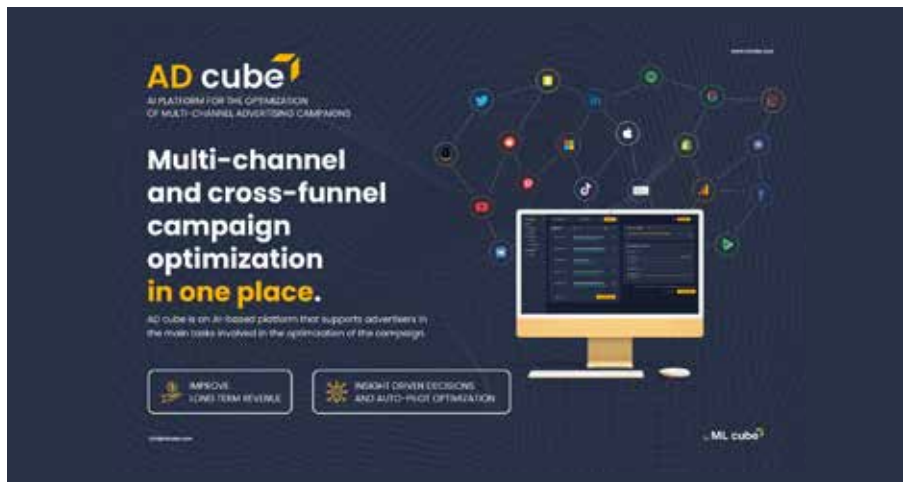 AD cube
AI PLATFORM FOR THE OPTIMIZATION
OF MULTI-CHANNEL ADVERTISING CAMPAIGNS
Multi-channel
and cross-funnel
campaign
optimization
in one place.
AD cube is an AI-based platform that supports advertisers in
the main tasks involved in the optimization of the campaign.
IMPROVE
LONG TERM REVENUE
INSIGHT DRIVEN DECISIONS
AND AUTO-PILOT OPTIMIZATION
by ML cube